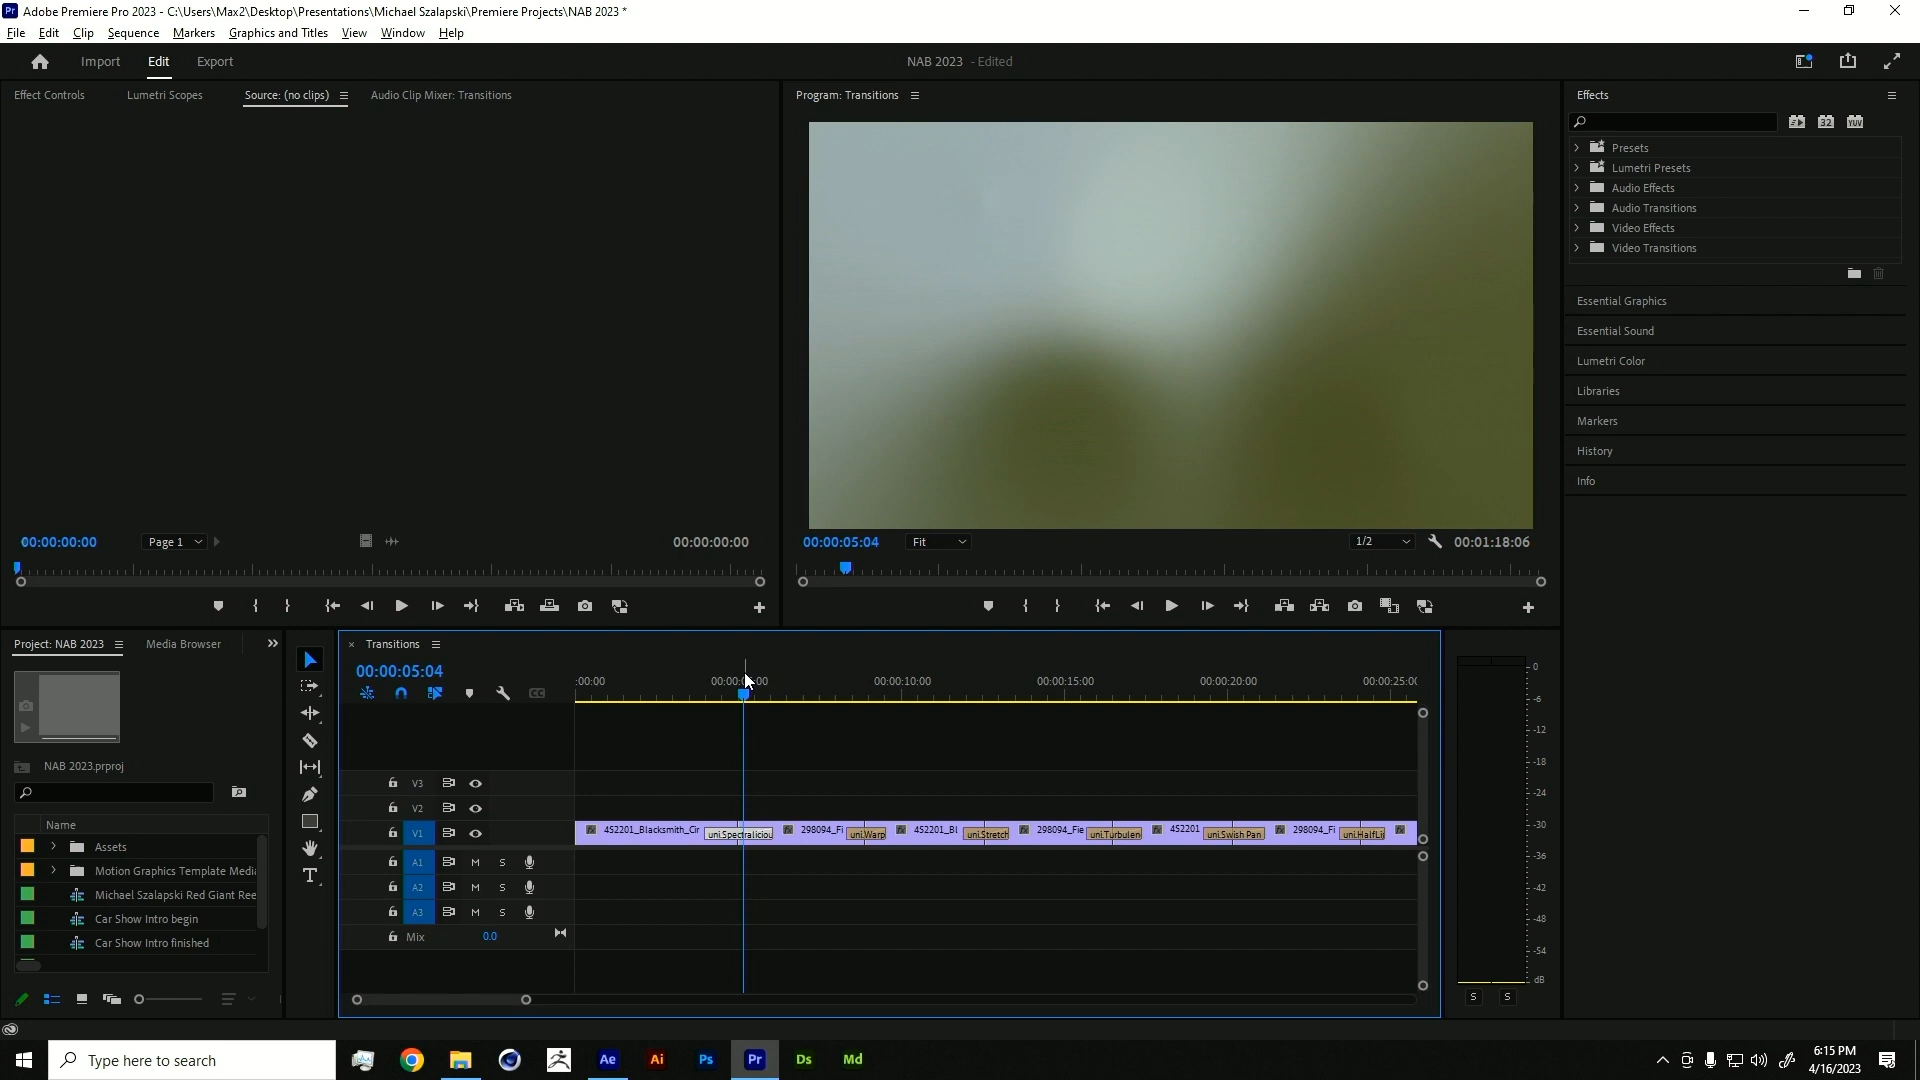 Pr Adobe Premiere Pro 2023 - C:\Users\Max2\Desktop\Presentations\Michael Szalapski\Premiere Projects\NAB 2023 *
File Edit Clip Sequence Markers Graphics and Titles View Window Help
Import Edit Export NAB 2023 - Edited
Effect Controls Lumetri Scopes Source: (no clips) Audio Clip Mixer: Transitions Program: Transitions Effects
32 YUV
Presets
Lumetri Presets
Audio Effects
Audio Transitions
Video Effects
Video Transitions
Essential Graphics
Essential Sound
Lumetri Color
Libraries
Markers
History
Info
00:00:00:00 Page 1 00:00:00:00 00:00:05:04 Fit 1/2 00:01:18:06
Project: NAB 2023 Media Browser
NAB 2023.prproj
Name
Assets
Motion Graphics Template Media
Michael Szalapski Red Giant Ree
Car Show Intro begin
Car Show Intro finished
× Transitions
00:00:05:04
:00:00 00:00:10:00 00:00:15:00 00:00:20:00 00:00:25:00
V3
V2
V1 452201_Blacksmith_Cir uni.Spectraliciou 298094_Fi uni.Warp 452201_Bl uni.Stretch 298094_Fie uni.Turbulen 452201 uni.Swish Pan 298094_Fi uni.HalfLi
A1 M S
A2 M S
A3 M S
Mix 0.0
0
-6
-12
-18
-24
-30
-36
-42
-48
-54
dB
S S
Type here to search Ae Ai Ps Pr Ds Md 6:15 PM
4/16/2023